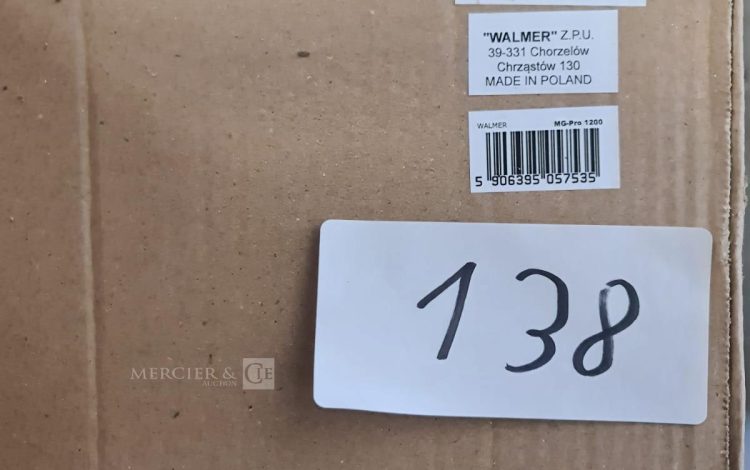 "WALMER" Z.P.U.
39-331 Chorzelów
Chrząstów 130
MADE IN POLAND
WALMER MG-Pro 1200
5 906395 057535
138
MERCIER & CIE
AUCTION